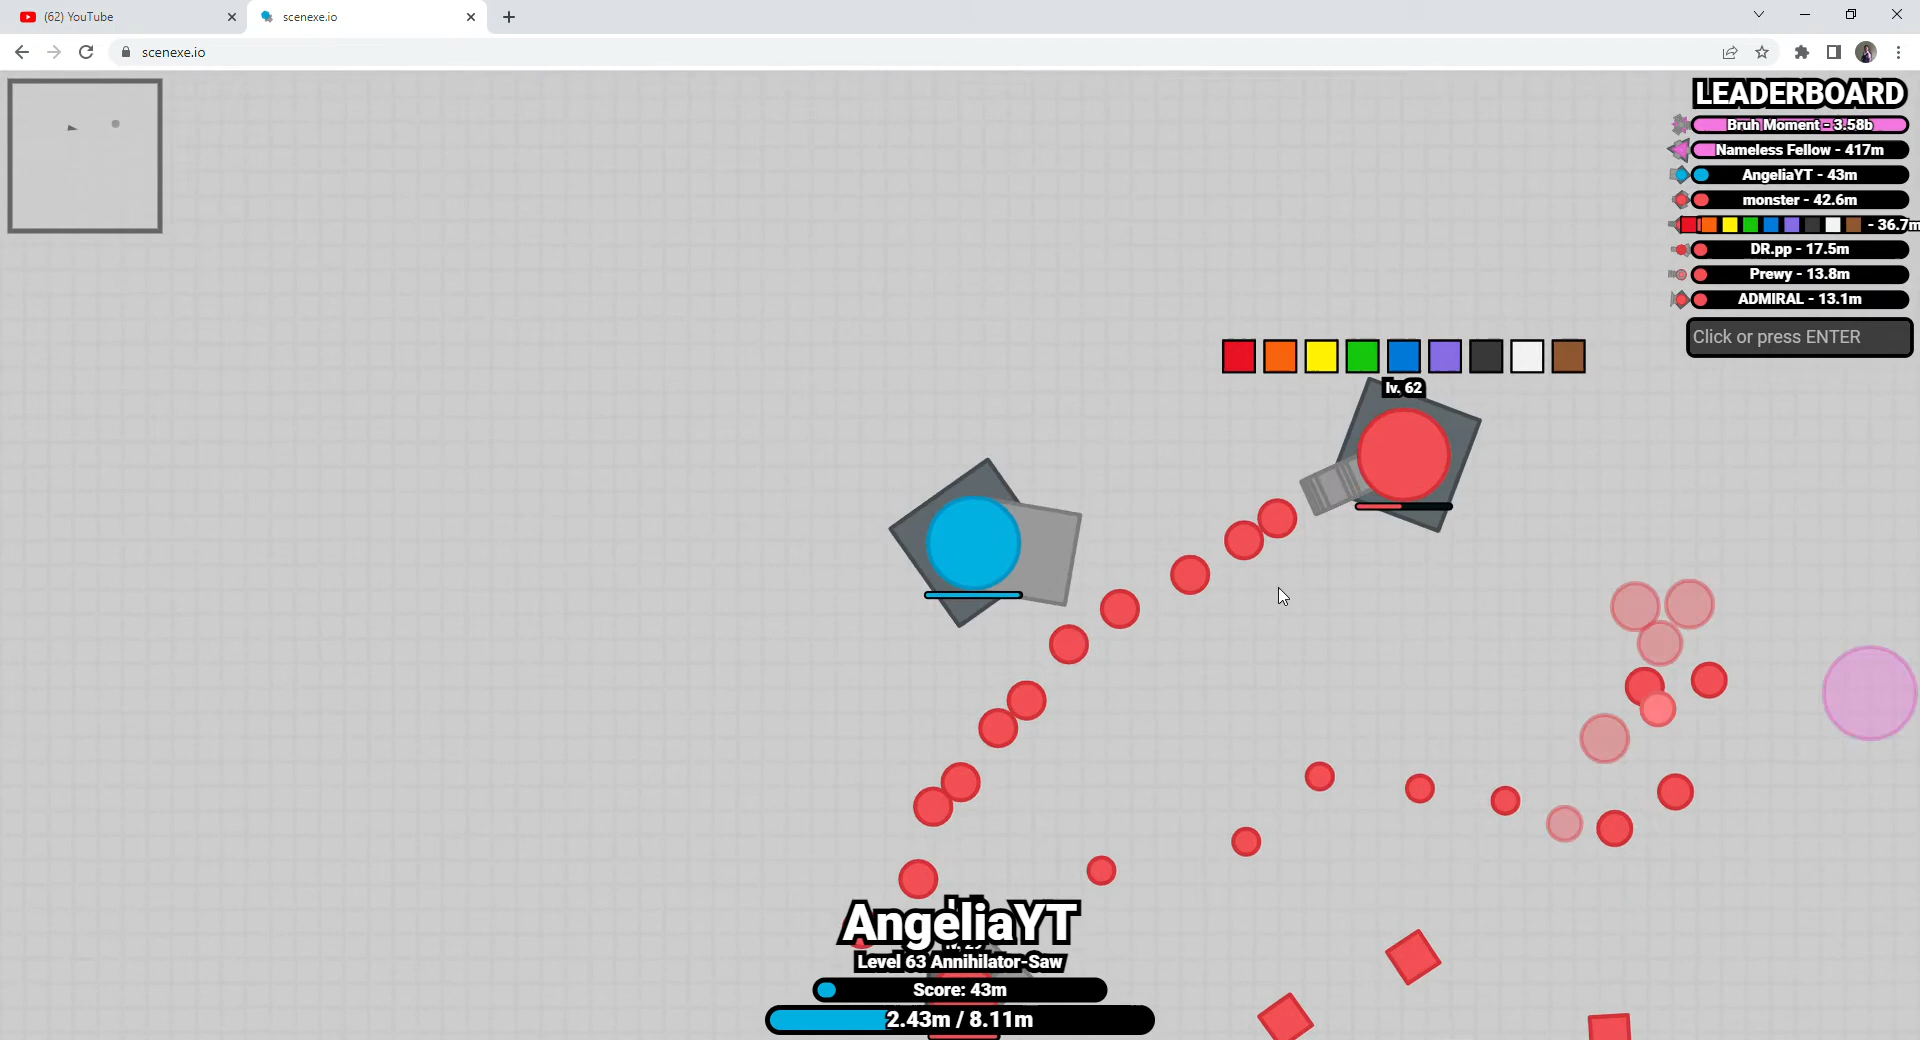 (62) YouTube
scenexe.io
scenexe.io
LEADERBOARD
Bruh Moment - 3.58b
Nameless Fellow - 417m
AngeliaYT - 43m
monster - 42.6m
- 36.7m
DR.pp - 17.5m
Prewy - 13.8m
ADMIRAL - 13.1m
Click or press ENTER
lv. 62
AngeliaYT
Level 63 Annihilator-Saw
Score: 43m
2.43m / 8.11m